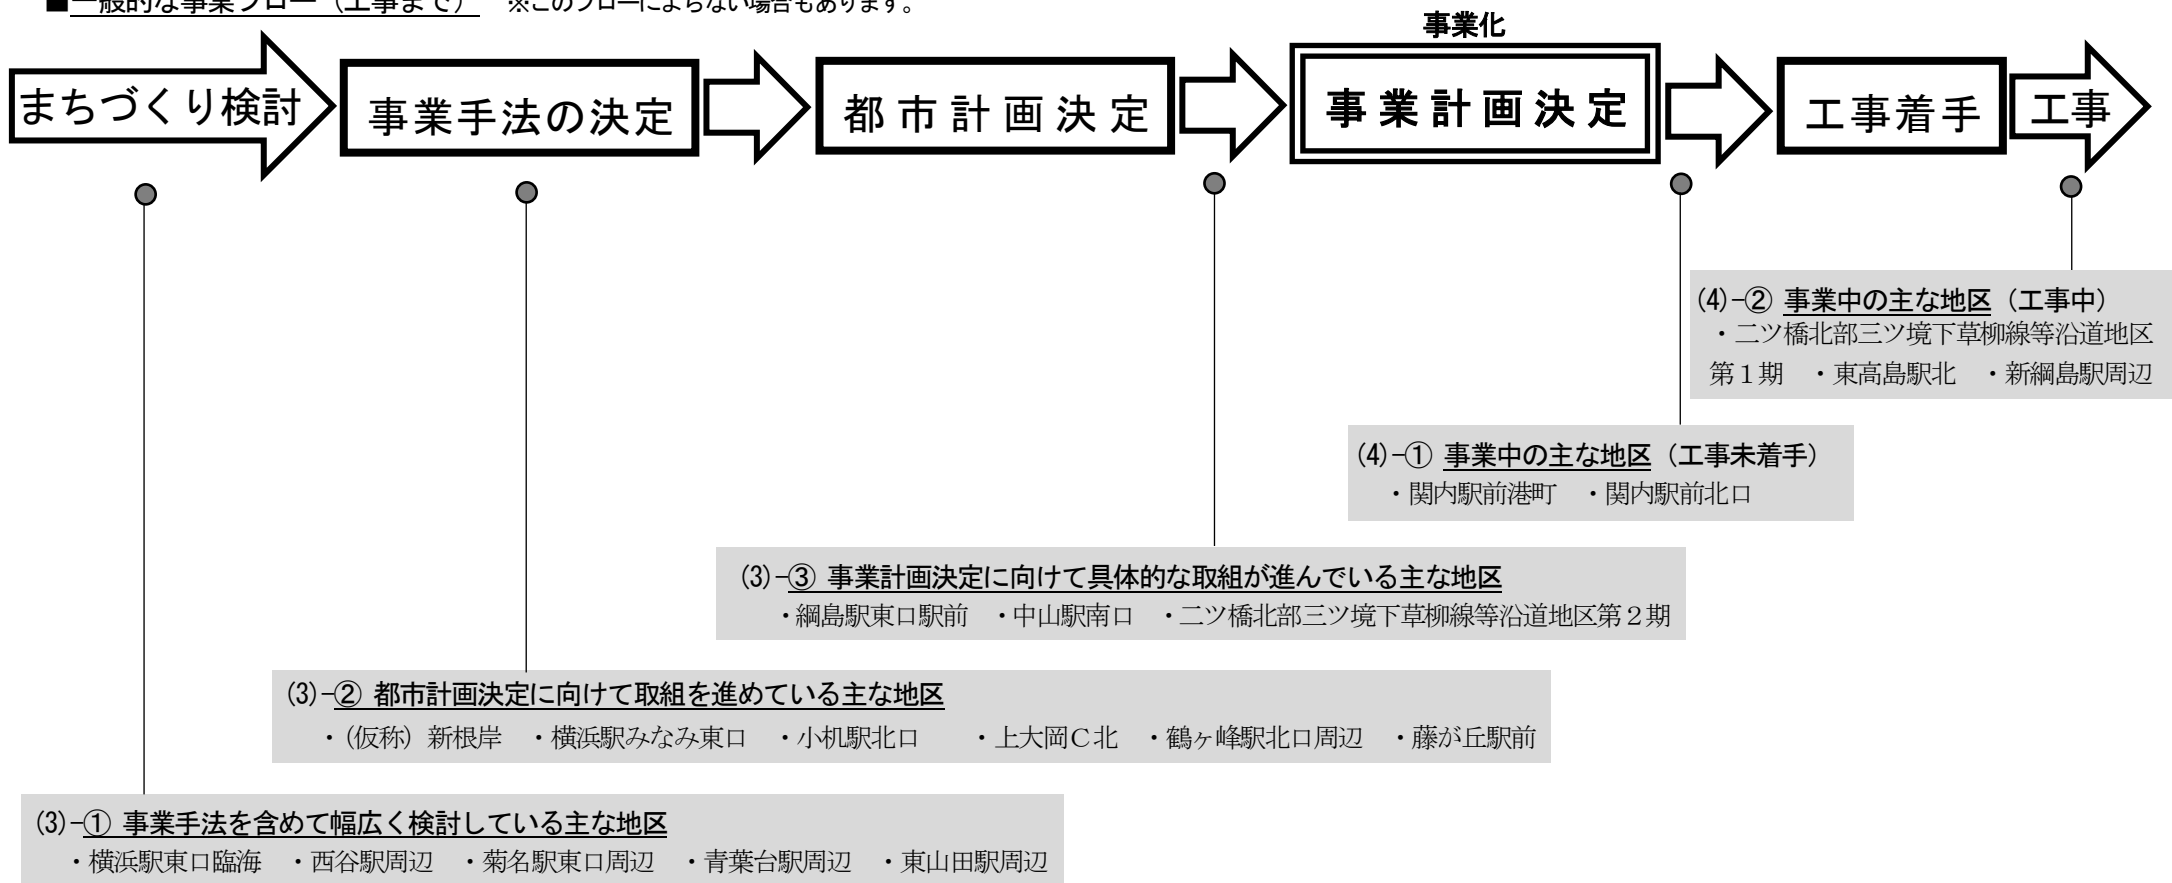 ■一般的な事業フロー（工事まで）　※このフローによらない場合もあります。
事業化
まちづくり検討
事業手法の決定
都市計画決定
事業計画決定
工事着手
工事
(4)-② 事業中の主な地区（工事中）
・二ツ橋北部三ツ境下草柳線等沿道地区
第１期　・東高島駅北　・新綱島駅周辺
(4)-① 事業中の主な地区（工事未着手）
・関内駅前港町　・関内駅前北口
(3)-③ 事業計画決定に向けて具体的な取組が進んでいる主な地区
・綱島駅東口駅前　・中山駅南口　・二ツ橋北部三ツ境下草柳線等沿道地区第２期
(3)-② 都市計画決定に向けて取組を進めている主な地区
・（仮称）新根岸　・横浜駅みなみ東口　・小机駅北口　　・上大岡Ｃ北　・鶴ヶ峰駅北口周辺　・藤が丘駅前
(3)-① 事業手法を含めて幅広く検討している主な地区
・横浜駅東口臨海　・西谷駅周辺　・菊名駅東口周辺　・青葉台駅周辺　・東山田駅周辺